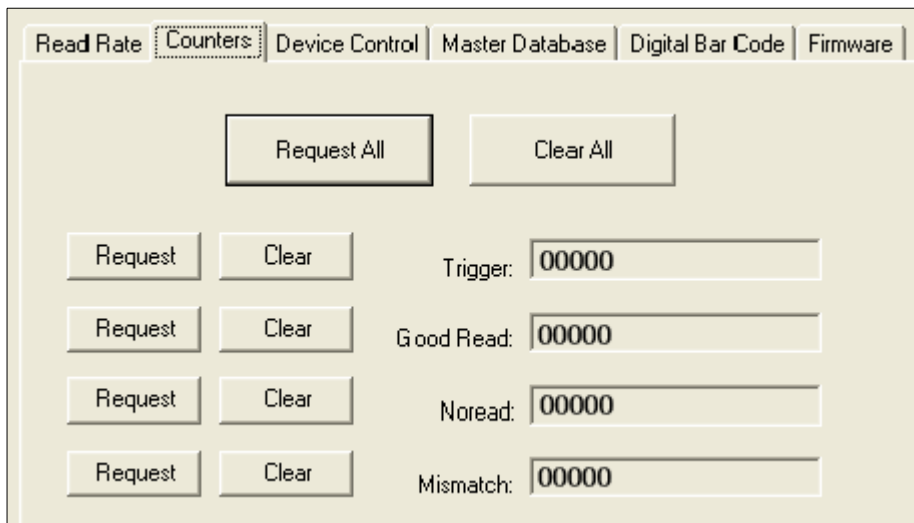 Read Rate Counters Device Control Master Database Digital Bar Code Firmware
Request All Clear All
Request Clear Trigger: 00000
Request Clear Good Read: 00000
Request Clear Noread: 00000
Request Clear Mismatch: 00000